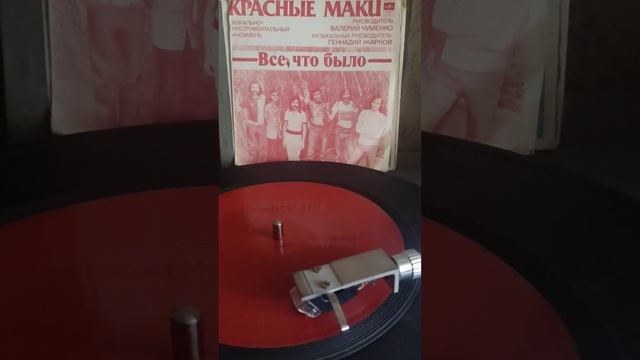 КРАСНЫЕ МАКИ
ВОКАЛЬНО-
ИНСТРУМЕНТАЛЬНЫЙ
АНСАМБЛЬ
РУКОВОДИТЕЛЬ
ВАЛЕРИЙ ЧУМЕНКО
МУЗЫКАЛЬНЫЙ РУКОВОДИТЕЛЬ
ГЕННАДИЙ ЖАРКОВ
Все, что было